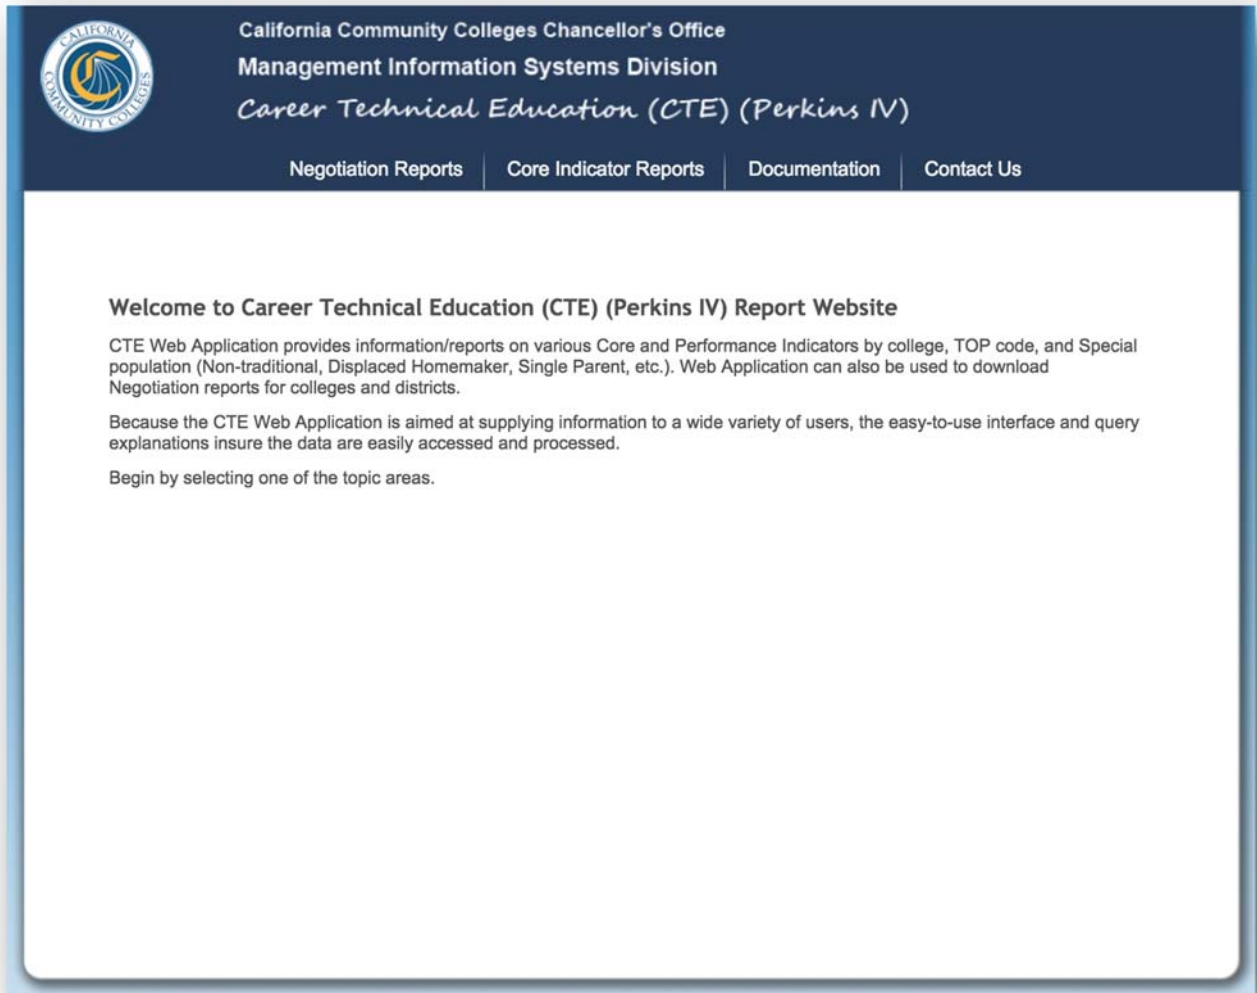 CALIFORNIA
COMMUNITY COLLEGES
California Community Colleges Chancellor's Office
Management Information Systems Division
Career Technical Education (CTE) (Perkins IV)
Negotiation Reports
Core Indicator Reports
Documentation
Contact Us
Welcome to Career Technical Education (CTE) (Perkins IV) Report Website
CTE Web Application provides information/reports on various Core and Performance Indicators by college, TOP code, and Special
population (Non-traditional, Displaced Homemaker, Single Parent, etc.). Web Application can also be used to download
Negotiation reports for colleges and districts.
Because the CTE Web Application is aimed at supplying information to a wide variety of users, the easy-to-use interface and query
explanations insure the data are easily accessed and processed.
Begin by selecting one of the topic areas.